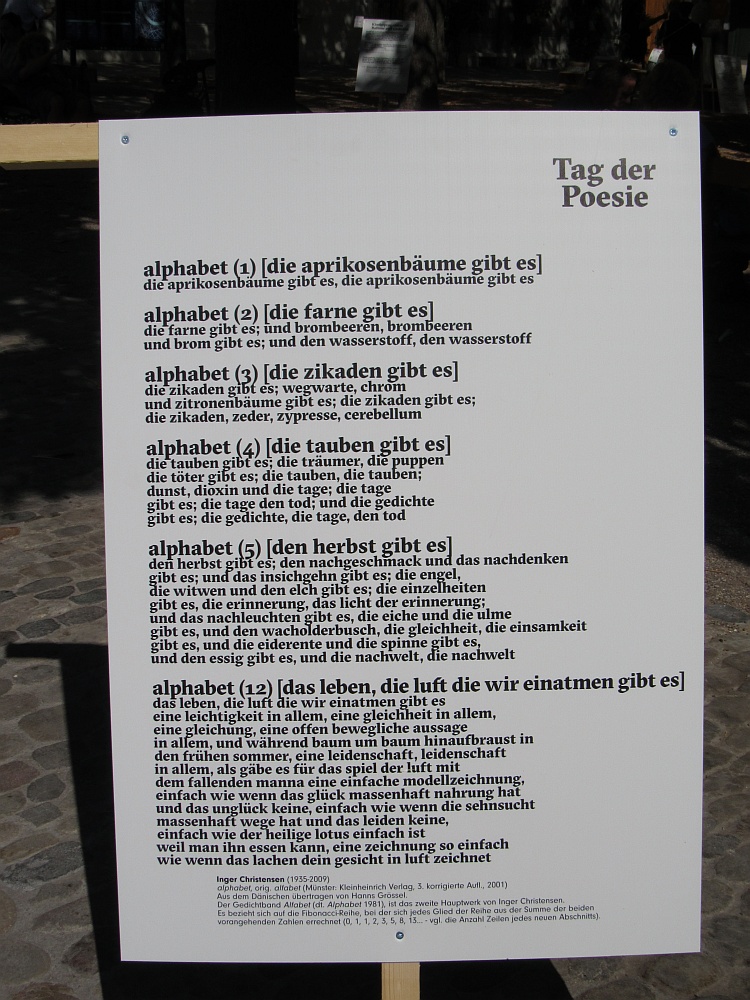 Tag der
Poesie
alphabet (1) [die aprikosenbäume gibt es]
die aprikosenbäume gibt es, die aprikosenbäume gibt es
alphabet (2) [die farne gibt es]
die farne gibt es; und brombeeren, brombeeren
und brom gibt es; und den wasserstoff, den wasserstoff
alphabet (3) [die zikaden gibt es]
die zikaden gibt es; wegwarte, chrom
und zitronenbäume gibt es; die zikaden gibt es;
die zikaden, zeder, zypresse, cerebellum
alphabet (4) [die tauben gibt es]
die tauben gibt es; die träumer, die puppen
die töter gibt es; die tauben, die tauben;
dunst, dioxin und die tage; die tage
gibt es; die tage den tod; und die gedichte
gibt es; die gedichte, die tage, den tod
alphabet (5) [den herbst gibt es]
den herbst gibt es; den nachgeschmack und das nachdenken
gibt es; und das insichgehn gibt es; die engel,
die witwen und den elch gibt es; die einzelheiten
gibt es, die erinnerung, das licht der erinnerung;
und das nachleuchten gibt es, die eiche und die ulme
gibt es, und den wacholderbusch, die gleichheit, die einsamkeit
gibt es, und die eiderente und die spinne gibt es,
und den essig gibt es, und die nachwelt, die nachwelt
alphabet (12) [das leben, die luft die wir einatmen gibt es]
das leben, die luft die wir einatmen gibt es
eine leichtigkeit in allem, eine gleichheit in allem,
eine gleichung, eine offen bewegliche aussage
in allem, und während baum um baum hinaufbraust in
den frühen sommer, eine leidenschaft, leidenschaft
in allem, als gäbe es für das spiel der luft mit
dem fallenden manna eine einfache modellzeichnung,
einfach wie wenn das glück massenhaft nahrung hat
und das unglück keine, einfach wie wenn die sehnsucht
massenhaft wege hat und das leiden keine,
einfach wie der heilige lotus einfach ist
weil man ihn essen kann, eine zeichnung so einfach
wie wenn das lachen dein gesicht in luft zeichnet
Inger Christensen (1935-2009)
alphabet, orig. alfabet (Münster: Kleinheinrich Verlag, 3. korrigierte Aufl., 2001)
Aus dem Dänischen übertragen von Hanns Grössel.
Der Gedichtband Alfabet (dt. Alphabet 1981), ist das zweite Hauptwerk von Inger Christensen.
Es bezieht sich auf die Fibonacci-Reihe, bei der sich jedes Glied der Reihe aus der Summe der beiden
vorangehenden Zahlen errechnet (0, 1, 1, 2, 3, 5, 8, 13... - vgl. die Anzahl Zeilen jedes neuen Abschnitts).